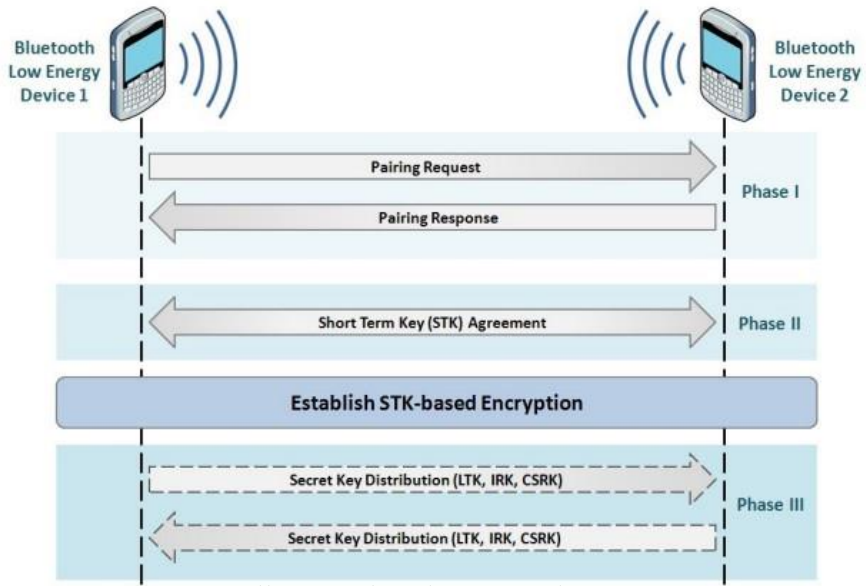 Bluetooth
Low Energy
Device 1
Bluetooth
Low Energy
Device 2
Pairing Request
Phase I
Pairing Response
Short Term Key (STK) Agreement
Phase II
Establish STK-based Encryption
Secret Key Distribution (LTK, IRK, CSRK)
Phase III
Secret Key Distribution (LTK, IRK, CSRK)